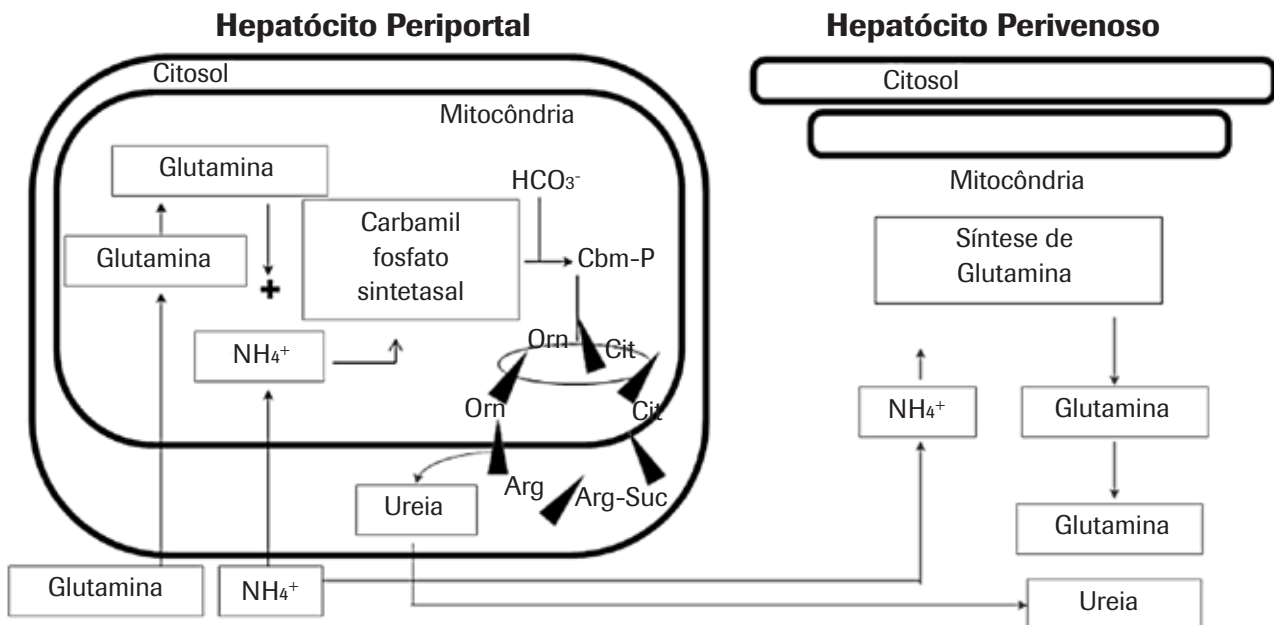 Hepatócito Periportal
Citosol
Mitocôndria
Glutamina
Glutamina
+
NH₄⁺
Carbamil
fosfato
sintetasal
HCO₃⁻
Cbm-P
Orn
Cit
Orn
Cit
Arg
Arg-Suc
Ureia
Glutamina
NH₄⁺
Hepatócito Perivenoso
Citosol
Mitocôndria
Síntese de
Glutamina
NH₄⁺
Glutamina
Glutamina
Ureia